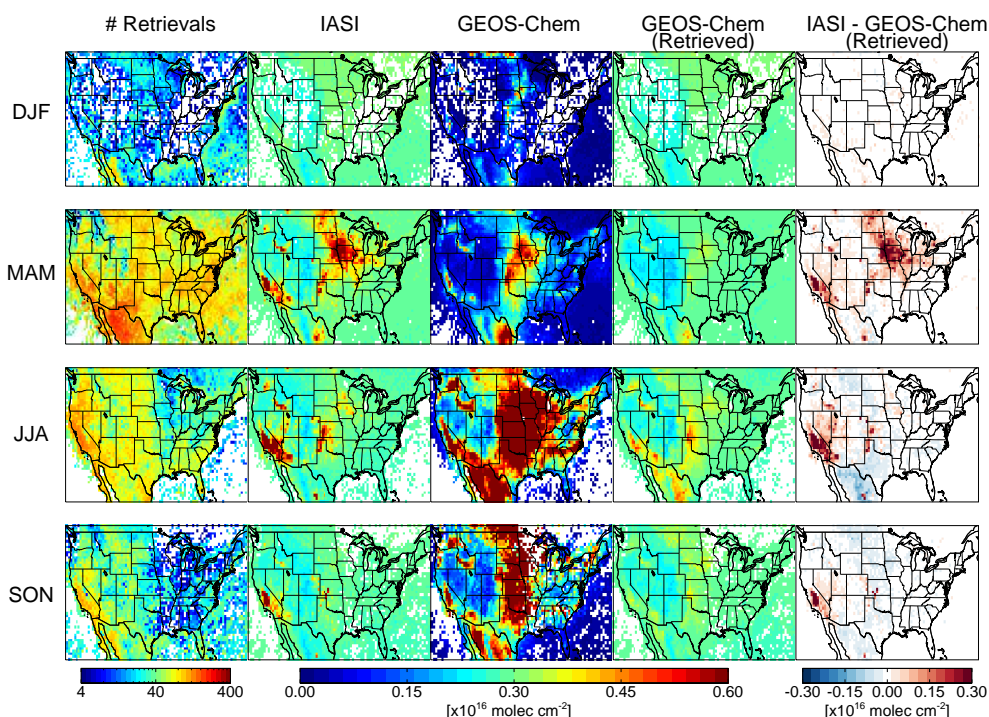 # Retrievals IASI GEOS-Chem GEOS-Chem (Retrieved) IASI - GEOS-Chem (Retrieved)
DJF
MAM
JJA
SON
4 40 400 0.00 0.15 0.30 0.45 0.60 -0.30 -0.15 0.00 0.15 0.30
[x10¹⁶ molec cm⁻²] [x10¹⁶ molec cm⁻²]